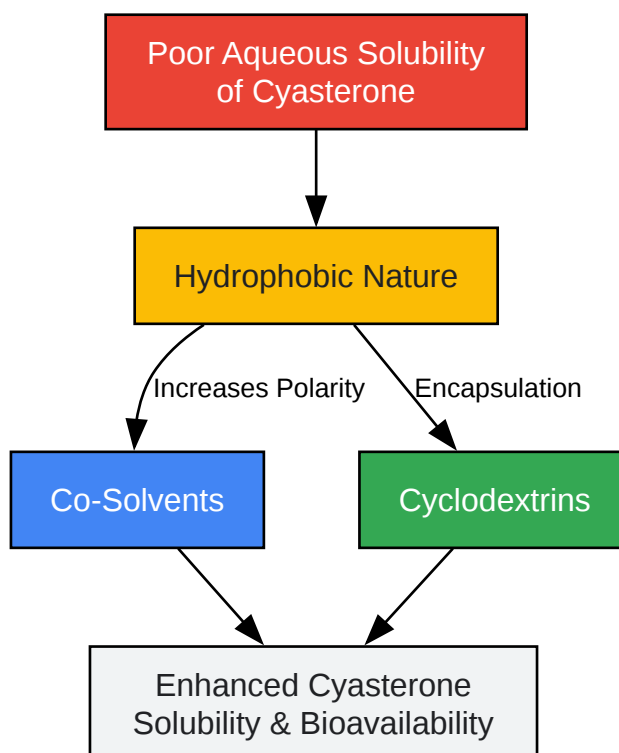 Poor Aqueous Solubility
of Cyasterone
Hydrophobic Nature
Increases Polarity
Encapsulation
Co-Solvents
Cyclodextrins
Enhanced Cyasterone
Solubility & Bioavailability